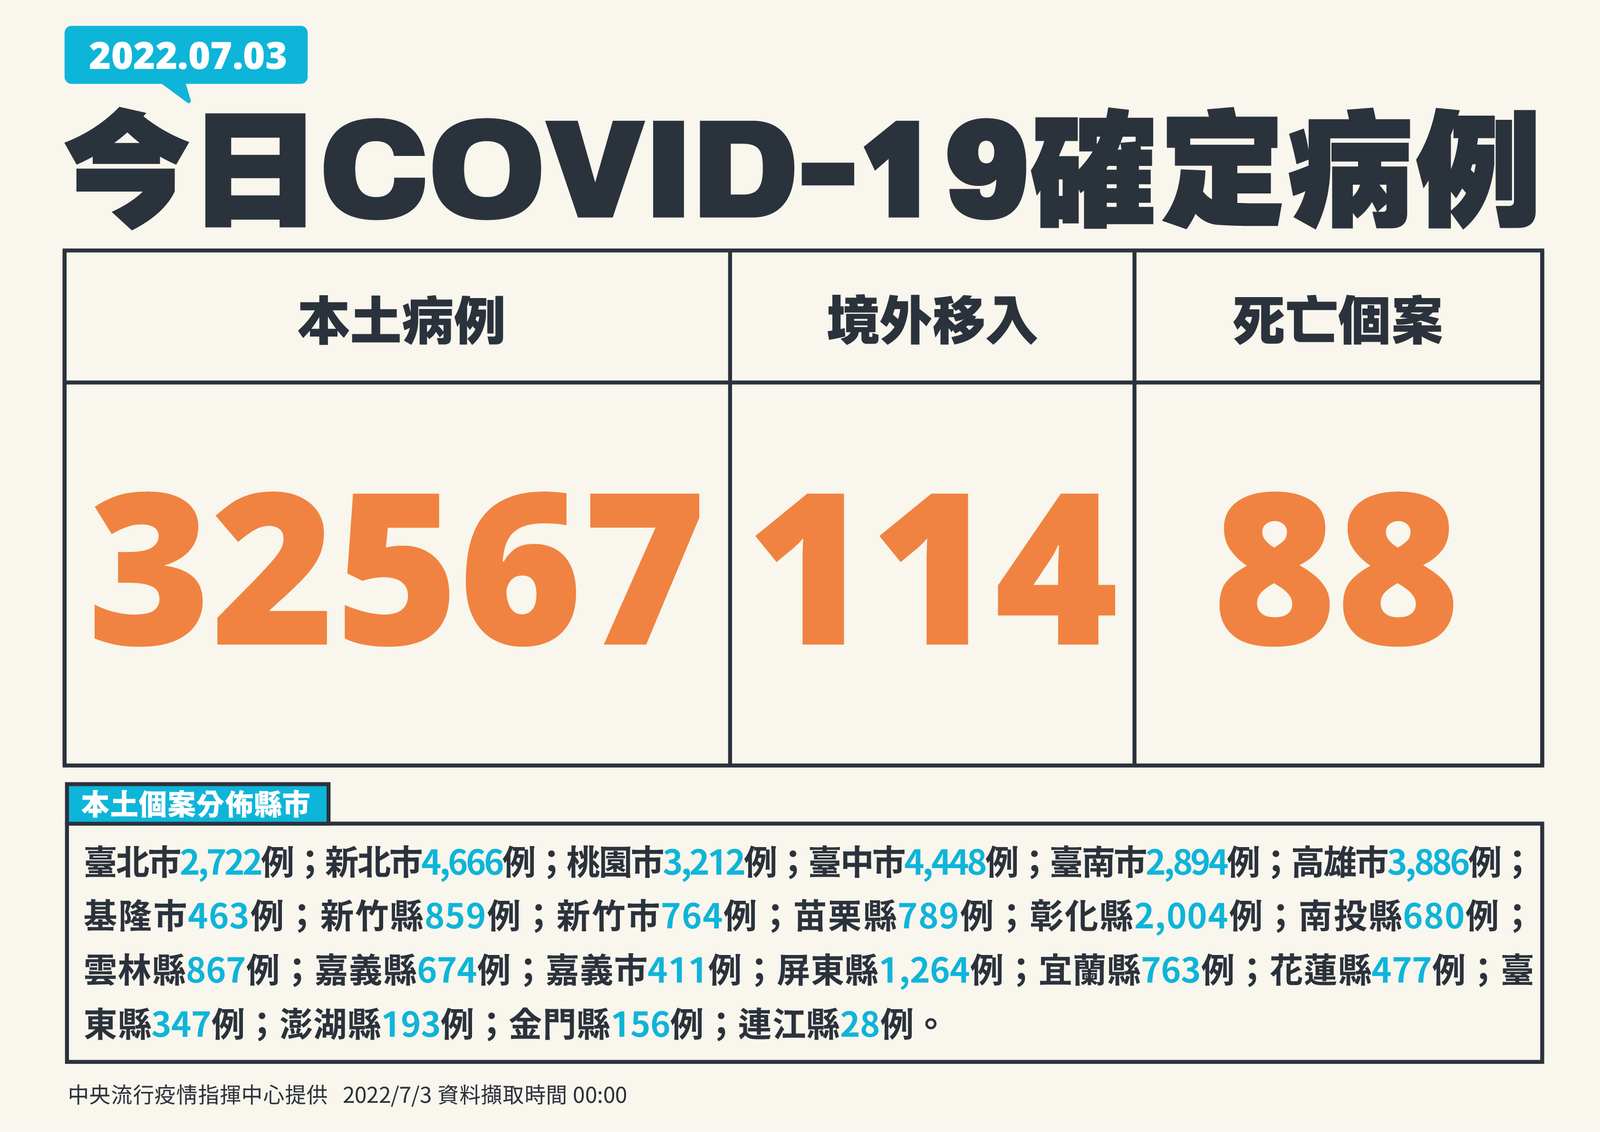 2022.07.03
今日COVID-19確定病例
本土病例 境外移入 死亡個案
32567 114 88
本土個案分佈縣市
臺北市2,722例；新北市4,666例；桃園市3,212例；臺中市4,448例；臺南市2,894例；高雄市3,886例；
基隆市463例；新竹縣859例；新竹市764例；苗栗縣789例；彰化縣2,004例；南投縣680例；
雲林縣867例；嘉義縣674例；嘉義市411例；屏東縣1,264例；宜蘭縣763例；花蓮縣477例；臺
東縣347例；澎湖縣193例；金門縣156例；連江縣28例。
中央流行疫情指揮中心提供 2022/7/3 資料擷取時間 00:00